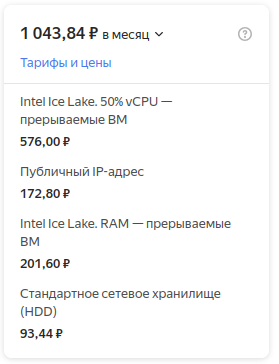 1 043,84 ₽ в месяц
Тарифы и цены
Intel Ice Lake. 50% vCPU —
прерываемые ВМ
576,00 ₽
Публичный IP-адрес
172,80 ₽
Intel Ice Lake. RAM — прерываемые
ВМ
201,60 ₽
Стандартное сетевое хранилище
(HDD)
93,44 ₽